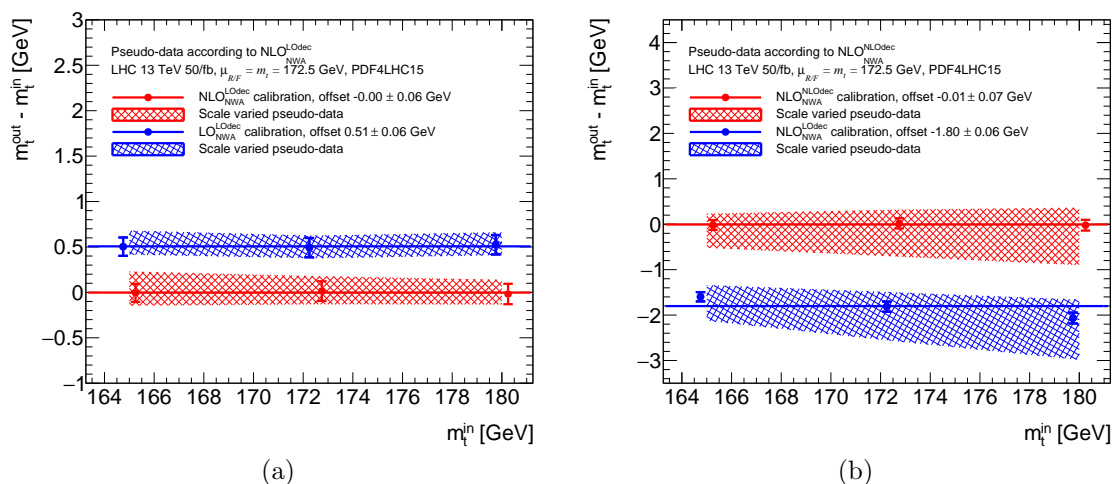 Pseudo-data according to NLO^LOdec_NWA
LHC 13 TeV 50/fb, μ_R/F = m_t = 172.5 GeV, PDF4LHC15
NLO^LOdec_NWA calibration, offset -0.00 ± 0.06 GeV
Scale varied pseudo-data
LO^LOdec_NWA calibration, offset 0.51 ± 0.06 GeV
Scale varied pseudo-data
m_t^out - m_t^in [GeV]
3
2.5
2
1.5
1
0.5
0
−0.5
−1
164 166 168 170 172 174 176 178 180
m_t^in [GeV]
(a)
Pseudo-data according to NLO^NLOdec_NWA
LHC 13 TeV 50/fb, μ_R/F = m_t = 172.5 GeV, PDF4LHC15
NLO^NLOdec_NWA calibration, offset -0.01 ± 0.07 GeV
Scale varied pseudo-data
NLO^LOdec_NWA calibration, offset -1.80 ± 0.06 GeV
Scale varied pseudo-data
m_t^out - m_t^in [GeV]
4
3
2
1
0
−1
−2
−3
164 166 168 170 172 174 176 178 180
m_t^in [GeV]
(b)